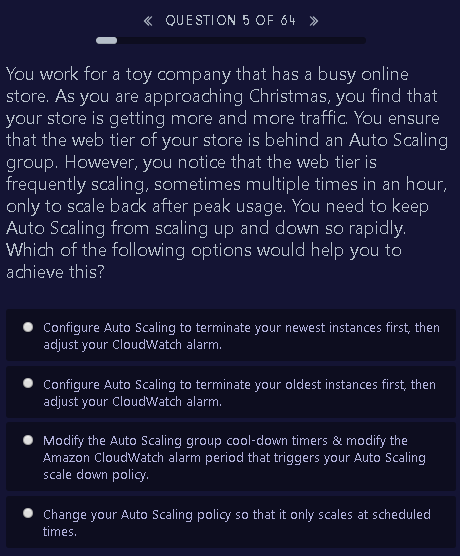 « QUESTION 5 OF 64 »
You work for a toy company that has a busy online
store. As you are approaching Christmas, you find that
your store is getting more and more traffic. You ensure
that the web tier of your store is behind an Auto Scaling
group. However, you notice that the web tier is
frequently scaling, sometimes multiple times in an hour,
only to scale back after peak usage. You need to keep
Auto Scaling from scaling up and down so rapidly.
Which of the following options would help you to
achieve this?
Configure Auto Scaling to terminate your newest instances first, then
adjust your CloudWatch alarm.
Configure Auto Scaling to terminate your oldest instances first, then
adjust your CloudWatch alarm.
Modify the Auto Scaling group cool-down timers & modify the
Amazon CloudWatch alarm period that triggers your Auto Scaling
scale down policy.
Change your Auto Scaling policy so that it only scales at scheduled
times.